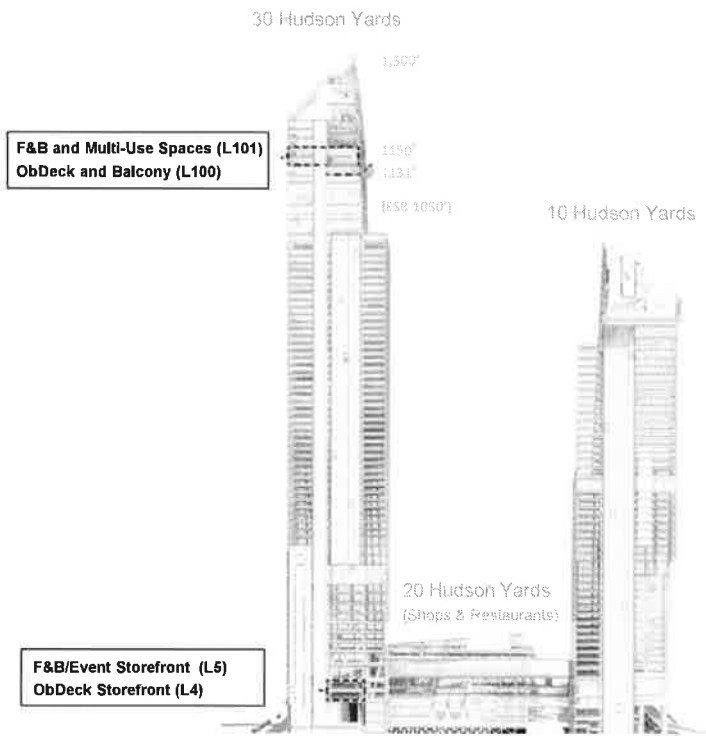 30 Hudson Yards
1,300'
F&B and Multi-Use Spaces (L101)
ObDeck and Balcony (L100)
1150'
1131'
[ESB 1050']
10 Hudson Yards
20 Hudson Yards
(Shops & Restaurants)
F&B/Event Storefront (L5)
ObDeck Storefront (L4)